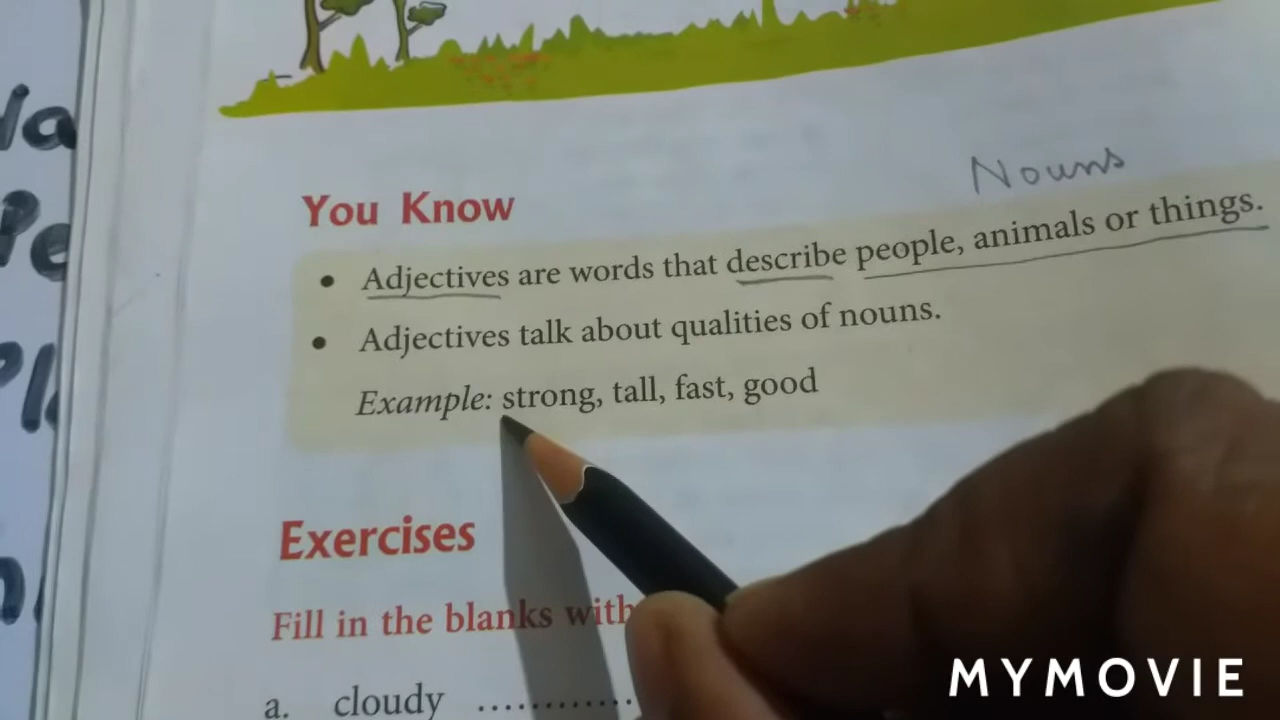 Nouns
You Know
• Adjectives are words that describe people, animals or things.
• Adjectives talk about qualities of nouns.
Example: strong, tall, fast, good
Exercises
Fill in the blanks with
a. cloudy ............
MYMOVIE